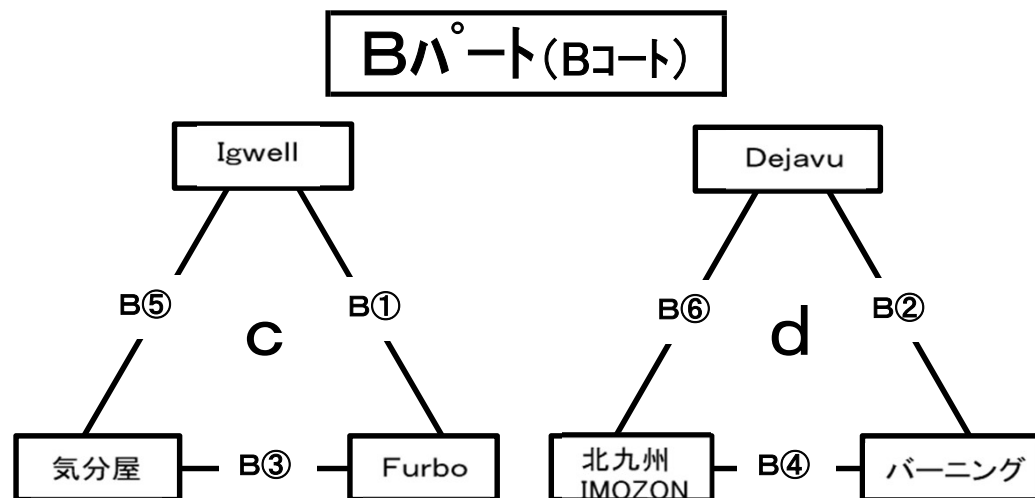 Bﾊﾟｰﾄ(Bｺｰﾄ)
Igwell
Dejavu
B⑤
B①
B⑥
B②
c
d
気分屋
B③
Furbo
北九州
IMOZON
B④
バーニング